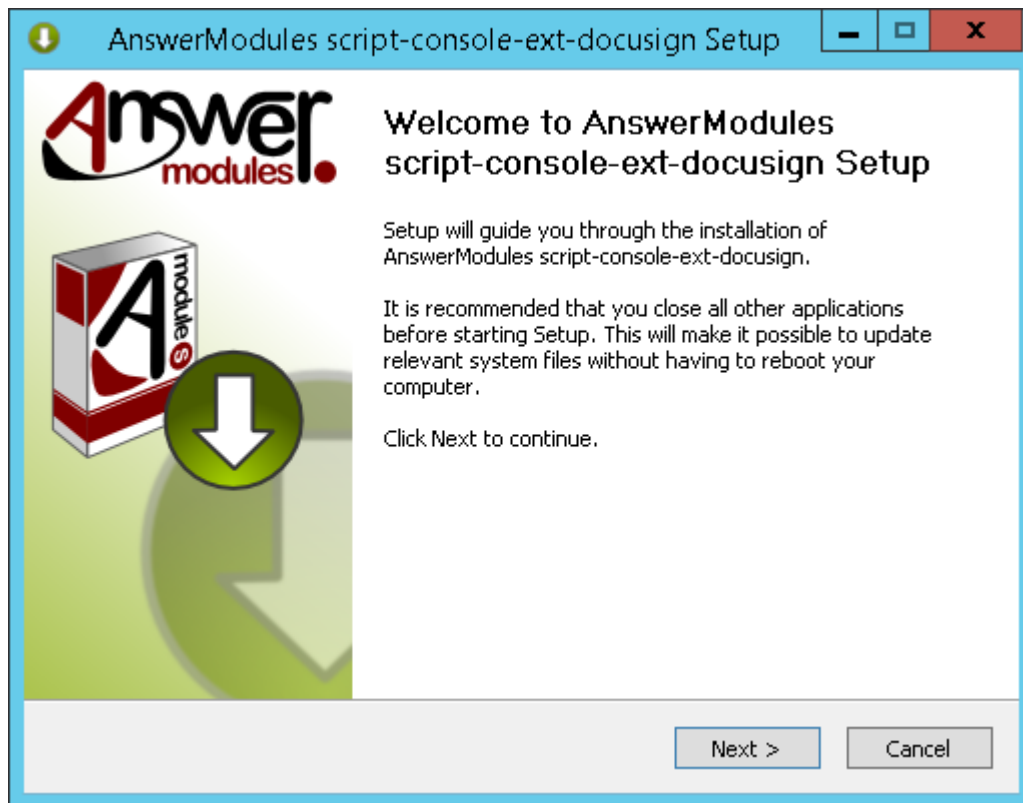 AnswerModules script-console-ext-docusign Setup
Answer
modules
Welcome to AnswerModules
script-console-ext-docusign Setup
Setup will guide you through the installation of
AnswerModules script-console-ext-docusign.
It is recommended that you close all other applications
before starting Setup. This will make it possible to update
relevant system files without having to reboot your
computer.
Click Next to continue.
A
module s
Next >
Cancel